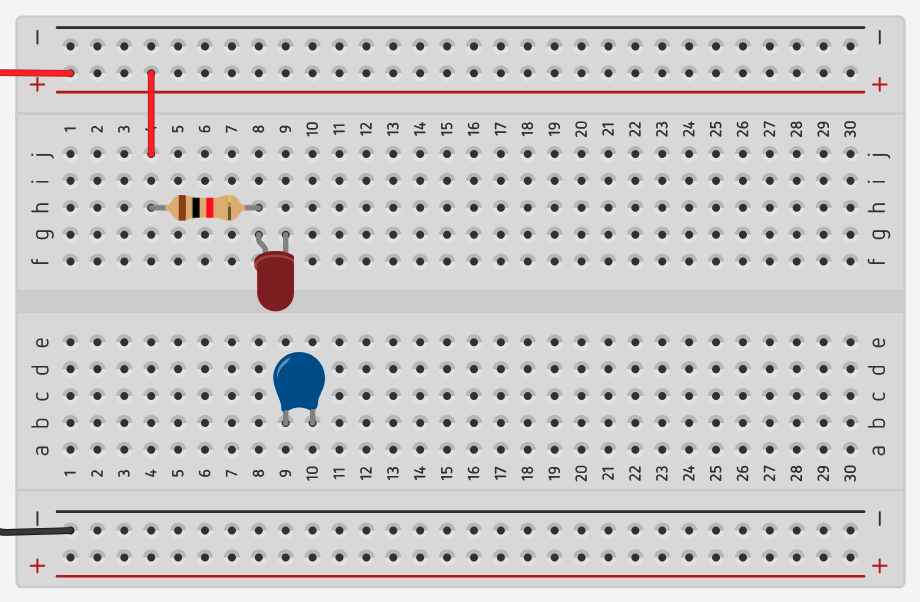 − −
+ +
1 2 3 4 5 6 7 8 9 10 11 12 13 14 15 16 17 18 19 20 21 22 23 24 25 26 27 28 29 30
j j
i i
h h
g g
f f
e e
d d
c c
b b
a a
1 2 3 4 5 6 7 8 9 10 11 12 13 14 15 16 17 18 19 20 21 22 23 24 25 26 27 28 29 30
− −
+ +